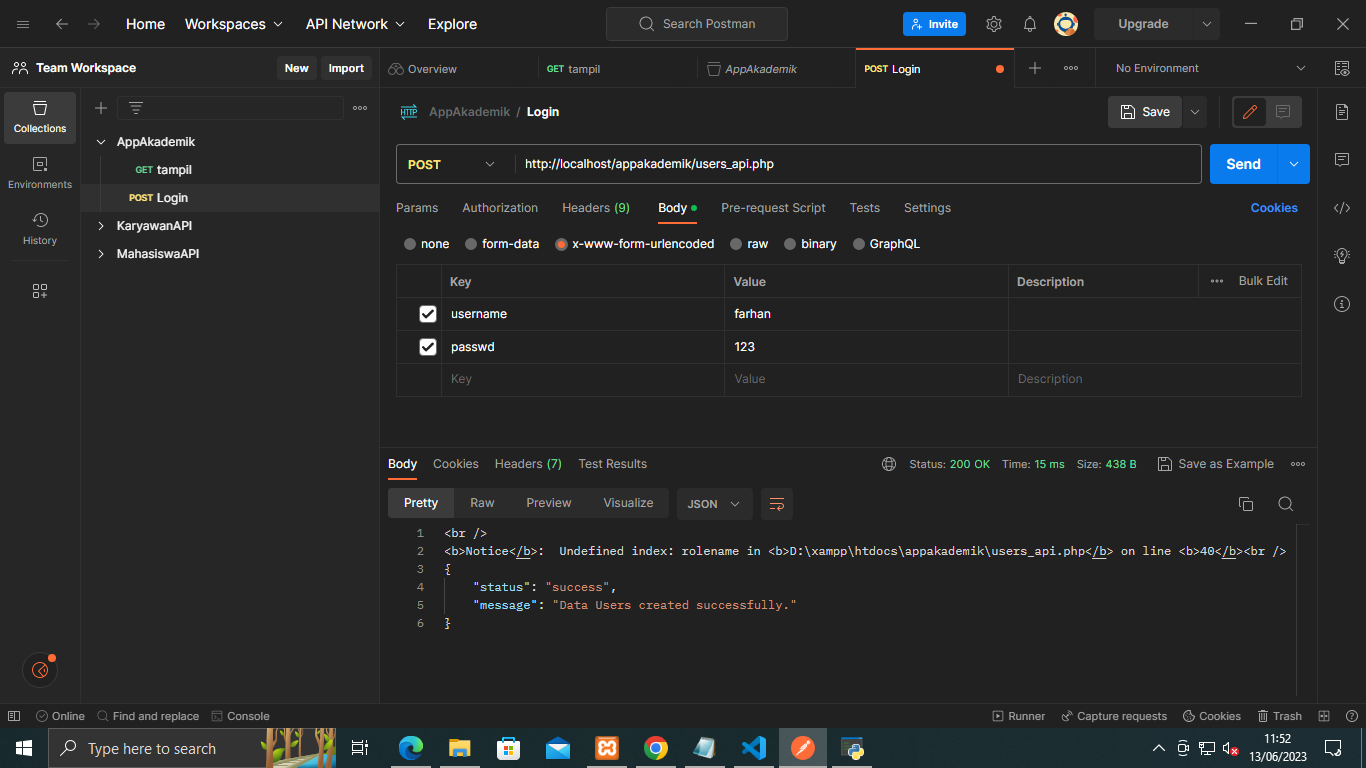 Home Workspaces API Network Explore Search Postman Invite Upgrade
Team Workspace New Import
Overview GET tampil AppAkademik POST Login No Environment
Collections
Environments
History
AppAkademik
GET tampil
POST Login
KaryawanAPI
MahasiswaAPI
HTTP AppAkademik / Login Save
POST http://localhost/appakademik/users_api.php Send
Params Authorization Headers (9) Body Pre-request Script Tests Settings Cookies
none form-data x-www-form-urlencoded raw binary GraphQL
Key Value Description Bulk Edit
username farhan
passwd 123
Key Value Description
Body Cookies Headers (7) Test Results Status: 200 OK Time: 15 ms Size: 438 B Save as Example
Pretty Raw Preview Visualize JSON
1 <br />
2 <b>Notice</b>:  Undefined index: rolename in <b>D:\xampp\htdocs\appakademik\users_api.php</b> on line <b>40</b><br />
3 {
4 "status": "success",
5 "message": "Data Users created successfully."
6 }
Online Find and replace Console Runner Capture requests Cookies Trash
Type here to search
11:52
13/06/2023